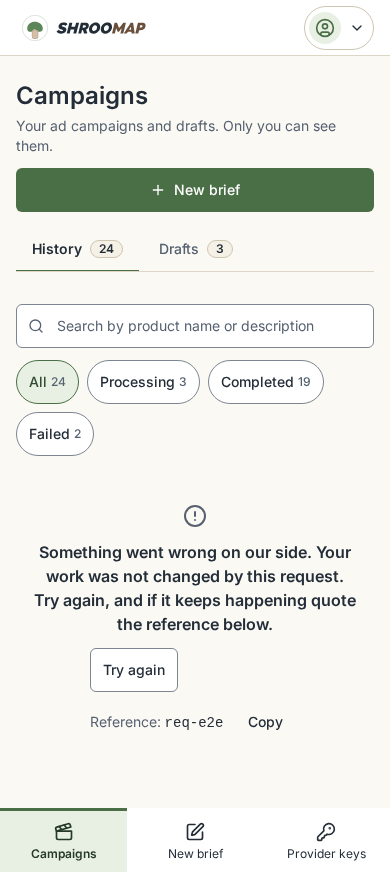 SHROOMAP
Campaigns
Your ad campaigns and drafts. Only you can see
them.
New brief
History 24 Drafts 3
Search by product name or description
All 24 Processing 3 Completed 19
Failed 2
Something went wrong on our side. Your
work was not changed by this request.
Try again, and if it keeps happening quote
the reference below.
Try again
Reference: req-e2e Copy
Campaigns New brief Provider keys